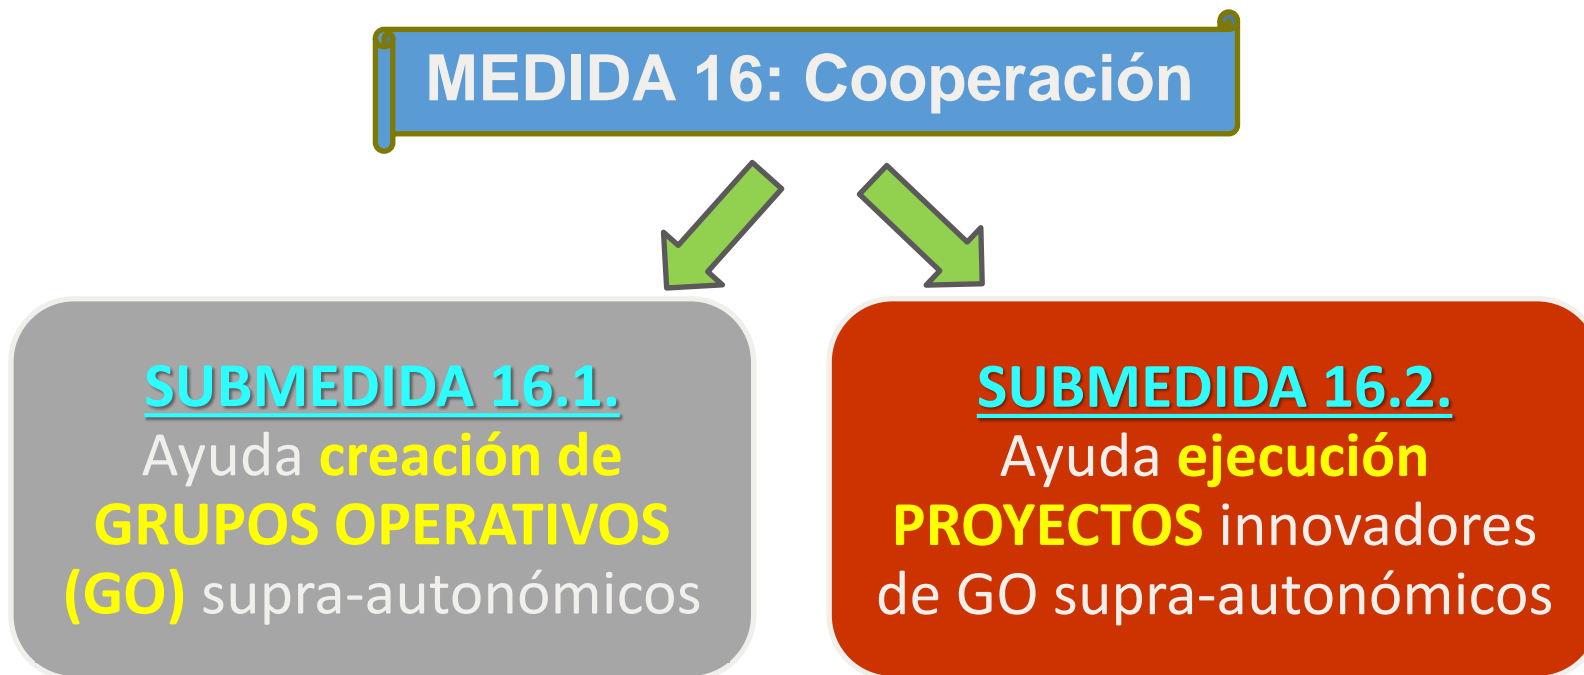 MEDIDA 16: Cooperación
SUBMEDIDA 16.1.
Ayuda creación de
GRUPOS OPERATIVOS
(GO) supra-autonómicos
SUBMEDIDA 16.2.
Ayuda ejecución
PROYECTOS innovadores
de GO supra-autonómicos